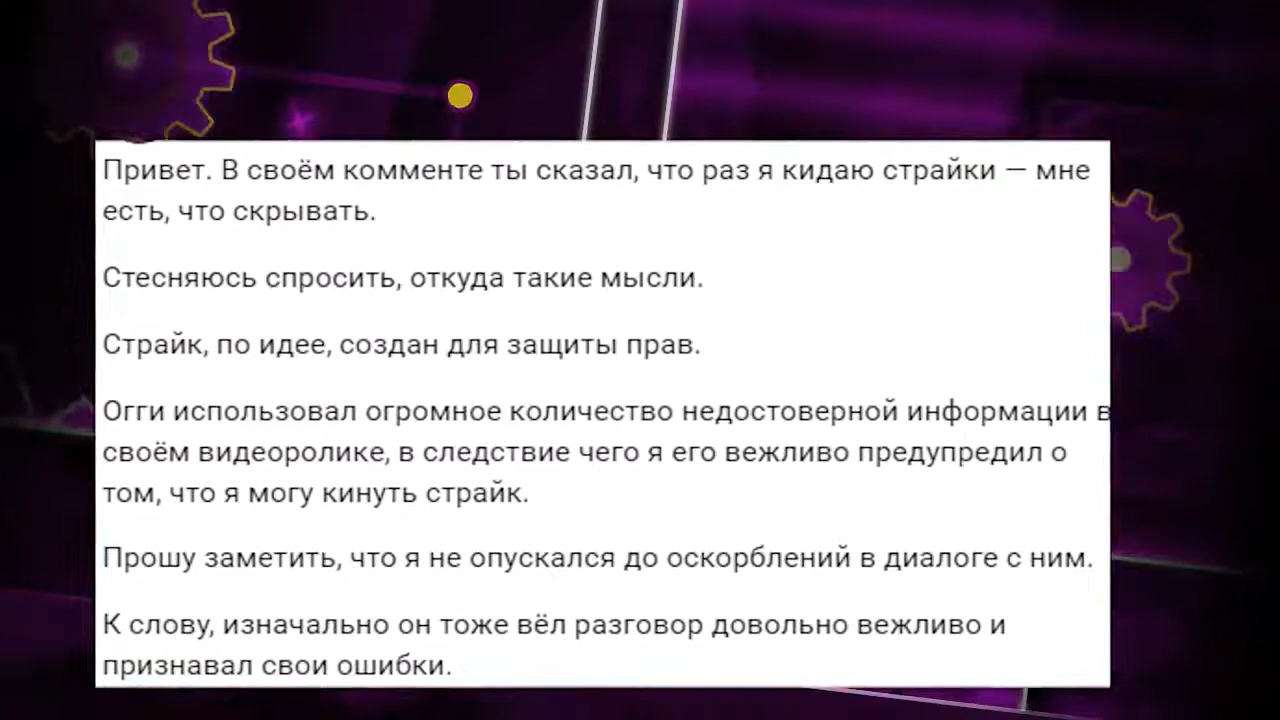 Привет. В своём комменте ты сказал, что раз я кидаю страйки — мне
есть, что скрывать.
Стесняюсь спросить, откуда такие мысли.
Страйк, по идее, создан для защиты прав.
Огги использовал огромное количество недостоверной информации в
своём видеоролике, в следствие чего я его вежливо предупредил о
том, что я могу кинуть страйк.
Прошу заметить, что я не опускался до оскорблений в диалоге с ним.
К слову, изначально он тоже вёл разговор довольно вежливо и
признавал свои ошибки.